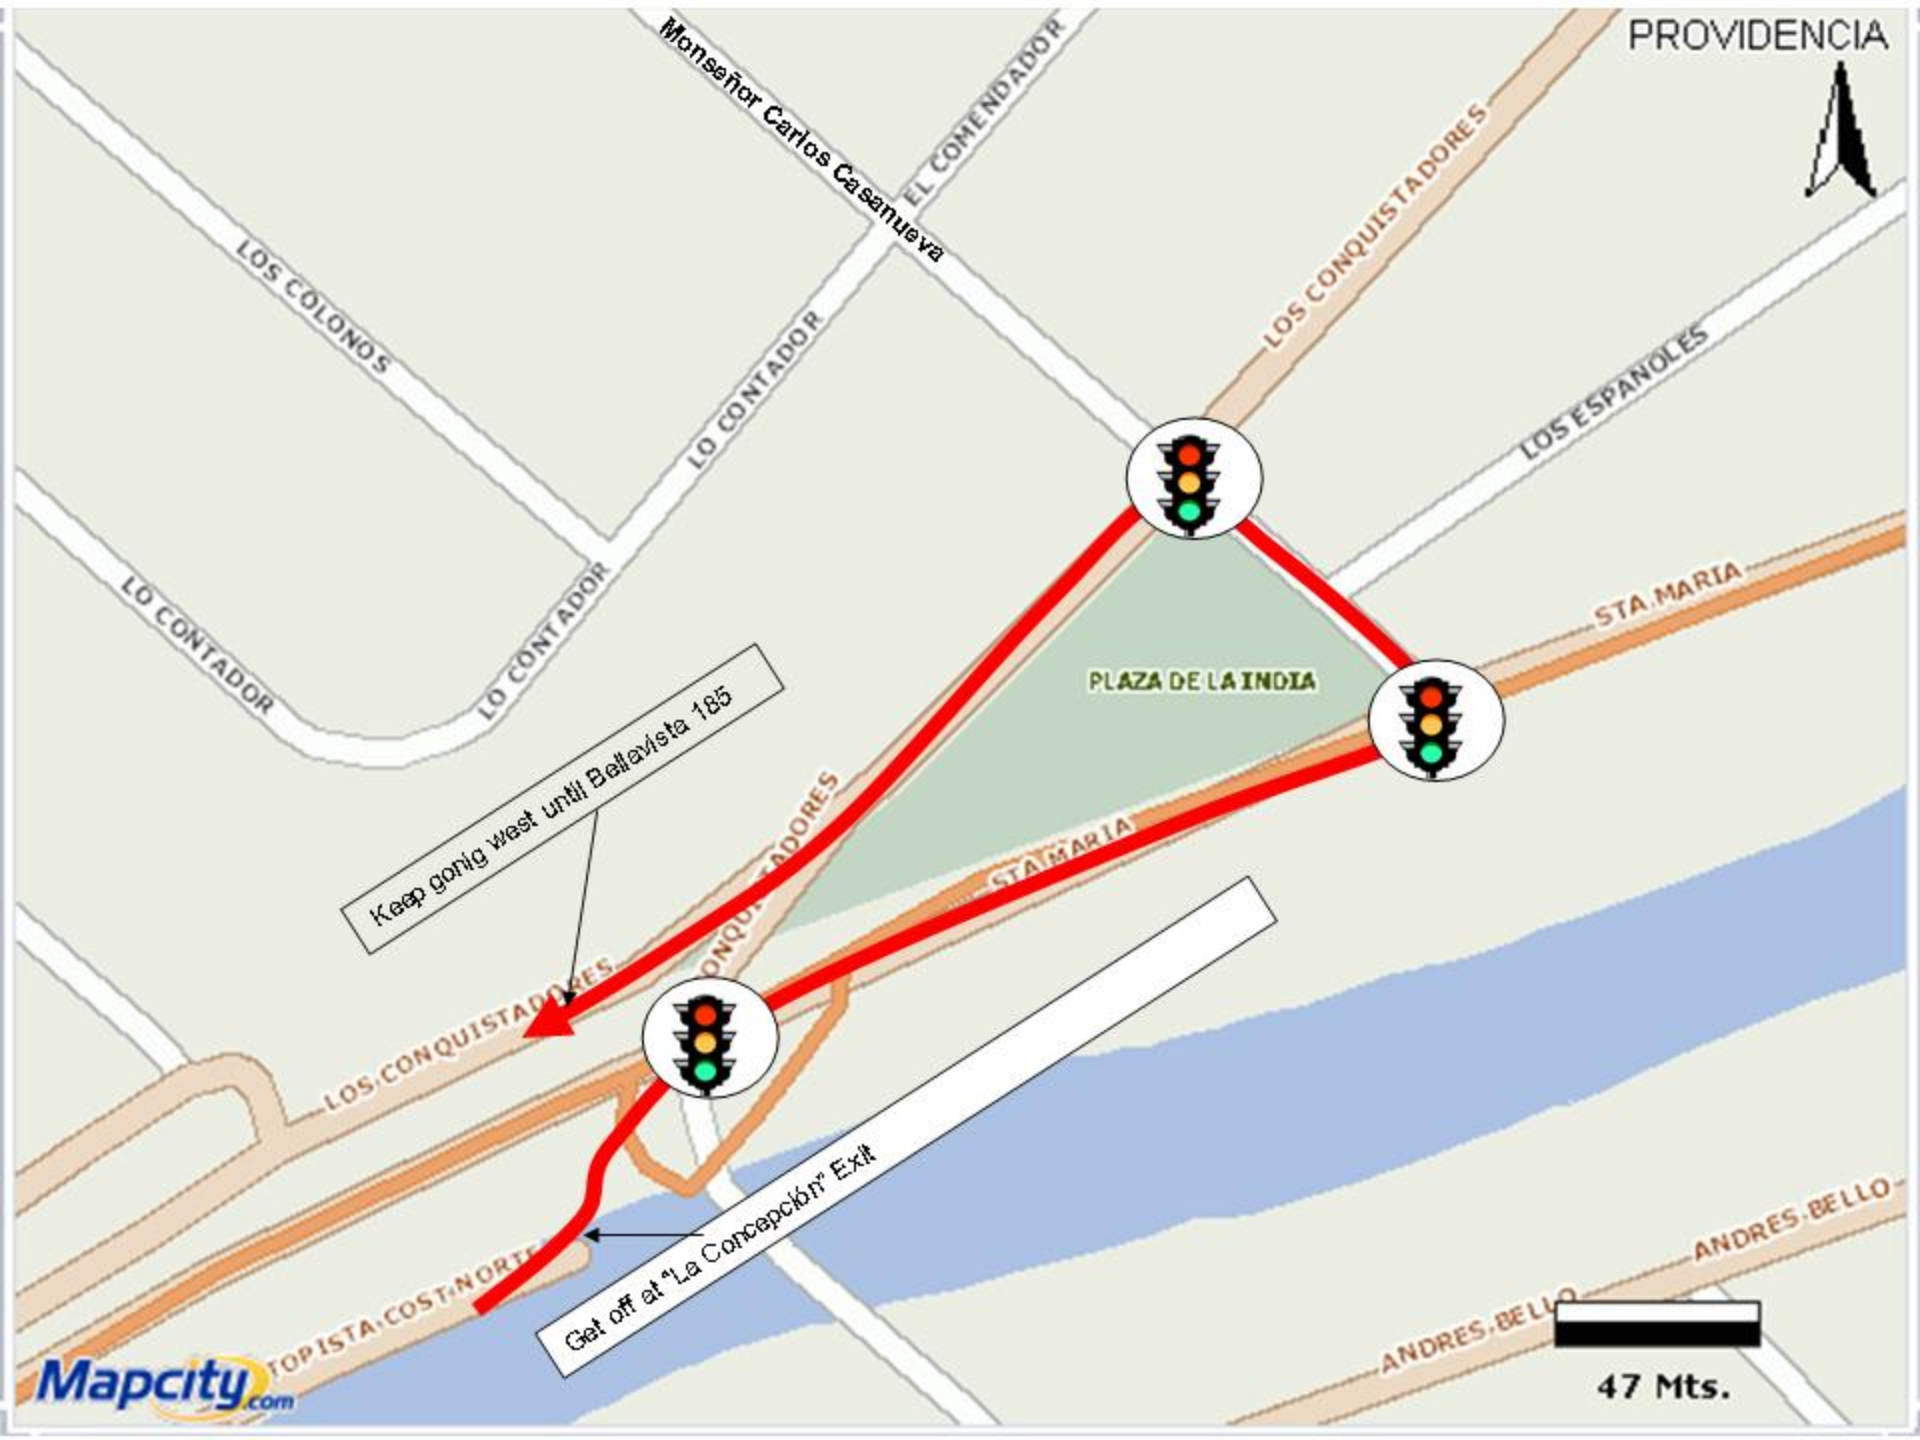 PROVIDENCIA
Monseñor Carlos Casanueva
EL COMENDADOR
LOS CONQUISTADORES
LOS COLONOS
LO CONTADOR
LOS ESPANOLES
LO CONTADOR
LO CONTADOR
STA MARIA
PLAZA DE LA INDIA
Keep gonig west until Bellavista 185
CONQUISTADORES
STA MARIA
LOS CONQUISTADORES
Get off at "La Concepción" Exit
TOPISTA COST NORTE
ANDRES BELLO
ANDRES BELLO
47 Mts.
Mapcity.com